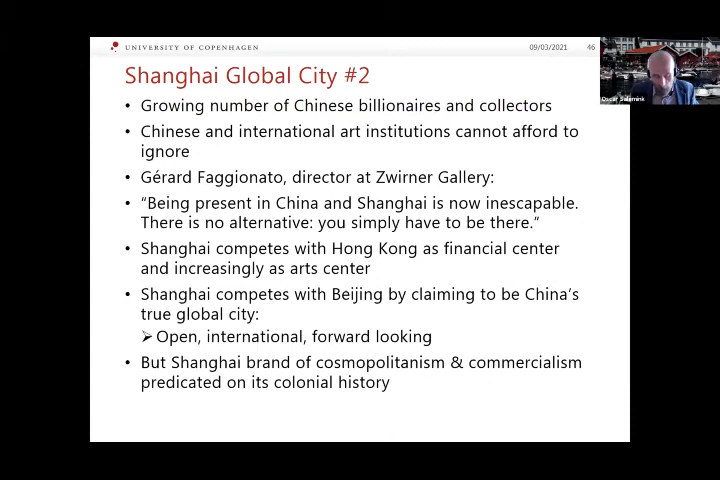 UNIVERSITY OF COPENHAGEN
09/03/2021 46
Shanghai Global City #2
• Growing number of Chinese billionaires and collectors
• Chinese and international art institutions cannot afford to
ignore
• Gérard Faggionato, director at Zwirner Gallery:
• “Being present in China and Shanghai is now inescapable.
There is no alternative: you simply have to be there.”
• Shanghai competes with Hong Kong as financial center
and increasingly as arts center
• Shanghai competes with Beijing by claiming to be China’s
true global city:
➢ Open, international, forward looking
• But Shanghai brand of cosmopolitanism & commercialism
predicated on its colonial history
Oscar Salemink